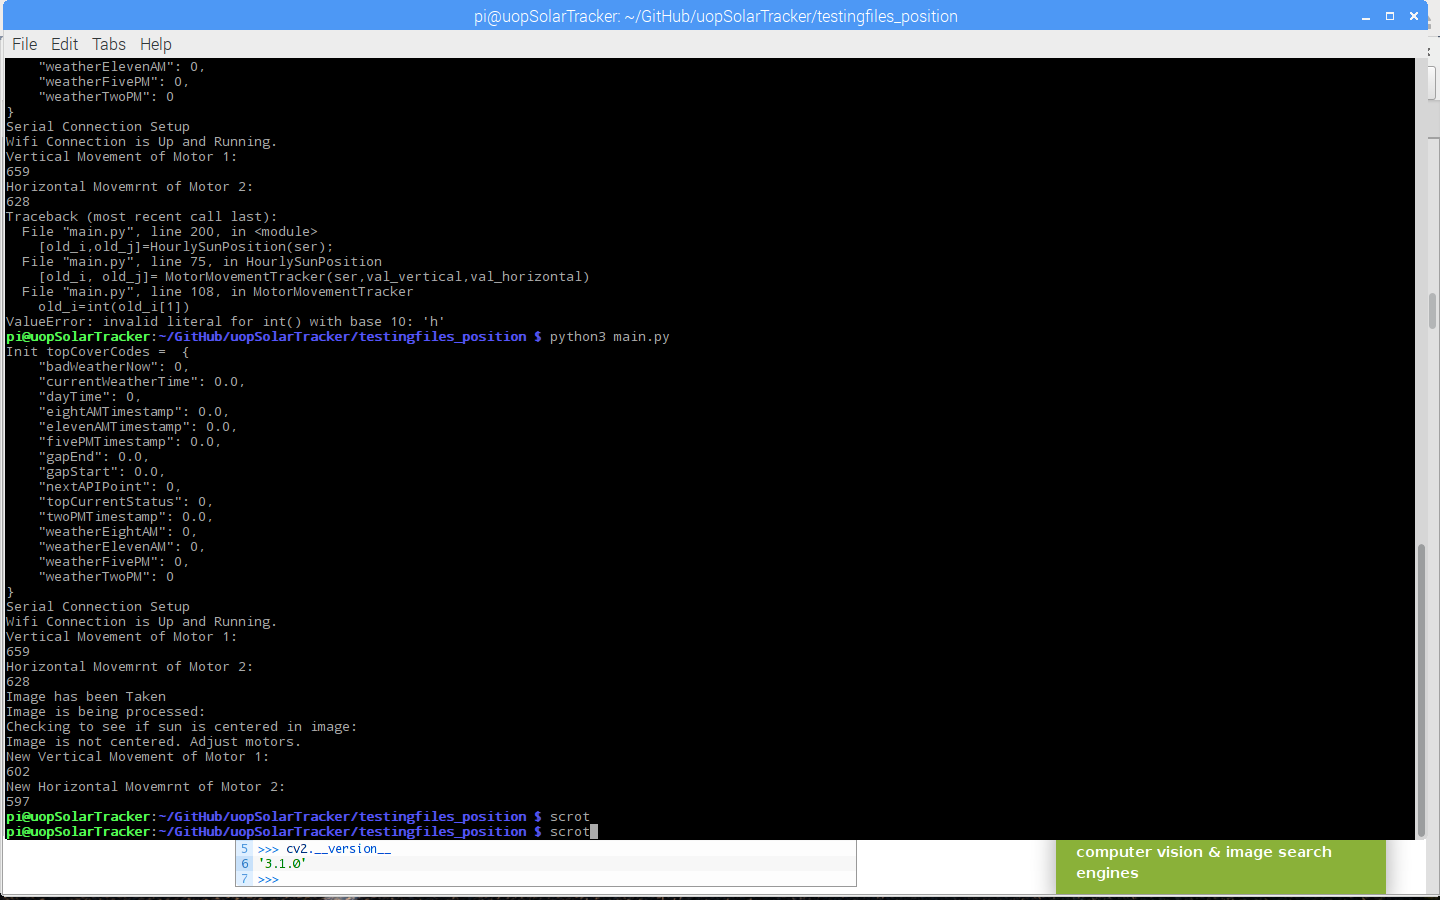 pi@uopSolarTracker: ~/GitHub/uopSolarTracker/testingfiles_position
File Edit Tabs Help
"weatherElevenAM": 0,
"weatherFivePM": 0,
"weatherTwoPM": 0
}
Serial Connection Setup
Wifi Connection is Up and Running.
Vertical Movement of Motor 1:
659
Horizontal Movemrnt of Motor 2:
628
Traceback (most recent call last):
File "main.py", line 200, in <module>
[old_i,old_j]=HourlySunPosition(ser);
File "main.py", line 75, in HourlySunPosition
[old_i, old_j]= MotorMovementTracker(ser,val_vertical,val_horizontal)
File "main.py", line 108, in MotorMovementTracker
old_i=int(old_i[1])
ValueError: invalid literal for int() with base 10: 'h'
pi@uopSolarTracker:~/GitHub/uopSolarTracker/testingfiles_position $ python3 main.py
Init topCoverCodes =  {
"badWeatherNow": 0,
"currentWeatherTime": 0.0,
"dayTime": 0,
"eightAMTimestamp": 0.0,
"elevenAMTimestamp": 0.0,
"fivePMTimestamp": 0.0,
"gapEnd": 0.0,
"gapStart": 0.0,
"nextAPIPoint": 0,
"topCurrentStatus": 0,
"twoPMTimestamp": 0.0,
"weatherEightAM": 0,
"weatherElevenAM": 0,
"weatherFivePM": 0,
"weatherTwoPM": 0
}
Serial Connection Setup
Wifi Connection is Up and Running.
Vertical Movement of Motor 1:
659
Horizontal Movemrnt of Motor 2:
628
Image has been Taken
Image is being processed:
Checking to see if sun is centered in image:
Image is not centered. Adjust motors.
New Vertical Movement of Motor 1:
602
New Horizontal Movemrnt of Motor 2:
597
pi@uopSolarTracker:~/GitHub/uopSolarTracker/testingfiles_position $ scrot
pi@uopSolarTracker:~/GitHub/uopSolarTracker/testingfiles_position $ scrot
5 >>> cv2.__version__
6 '3.1.0'
7 >>>
computer vision & image search
engines